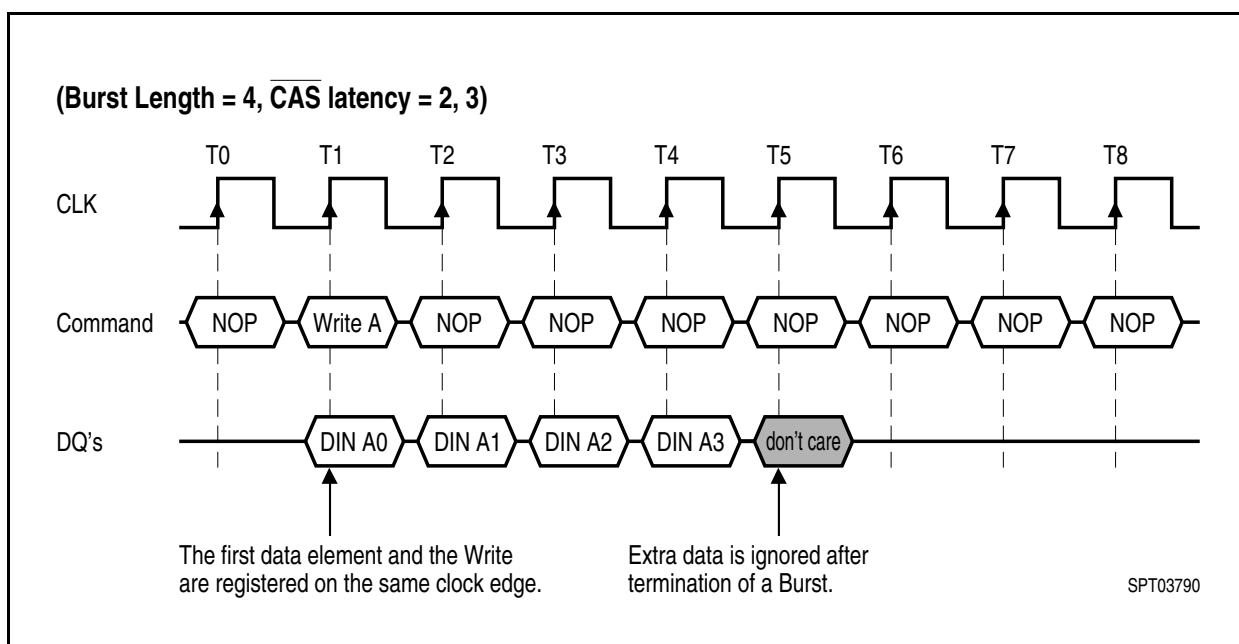 (Burst Length = 4, CAS latency = 2, 3)
T0 T1 T2 T3 T4 T5 T6 T7 T8
CLK
Command NOP Write A NOP NOP NOP NOP NOP NOP NOP
DQ's DIN A0 DIN A1 DIN A2 DIN A3 don't care
The first data element and the Write
are registered on the same clock edge.
Extra data is ignored after
termination of a Burst.
SPT03790